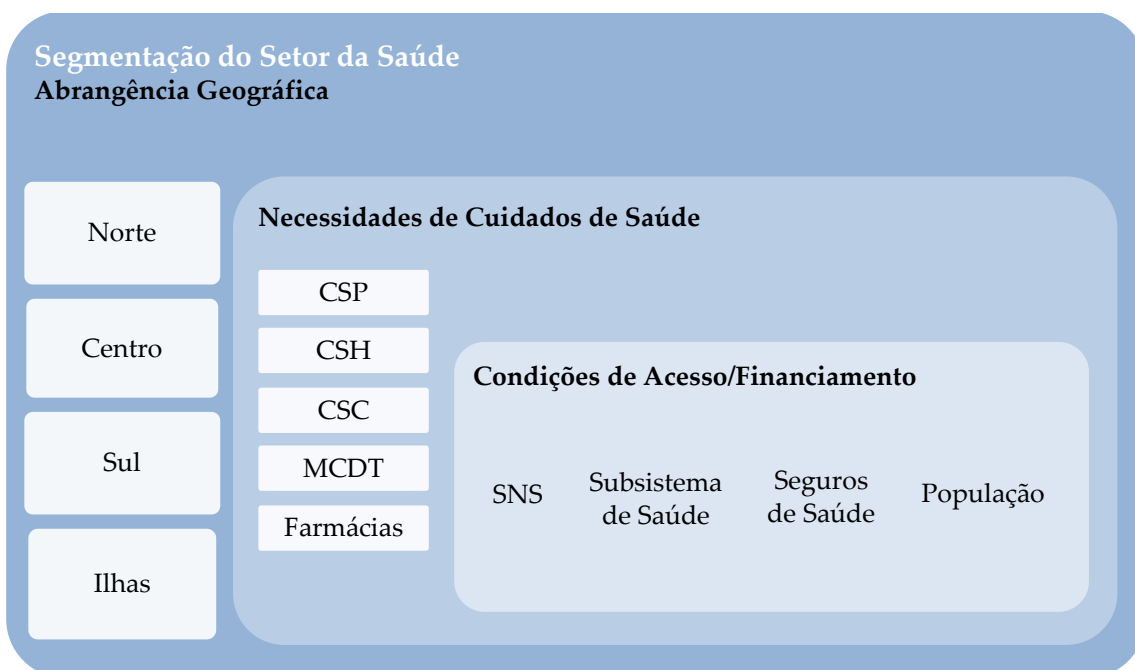 Segmentação do Setor da Saúde
Abrangência Geográfica
Norte
Centro
Sul
Ilhas
Necessidades de Cuidados de Saúde
CSP
CSH
CSC
MCDT
Farmácias
Condições de Acesso/Financiamento
SNS
Subsistema
de Saúde
Seguros
de Saúde
População